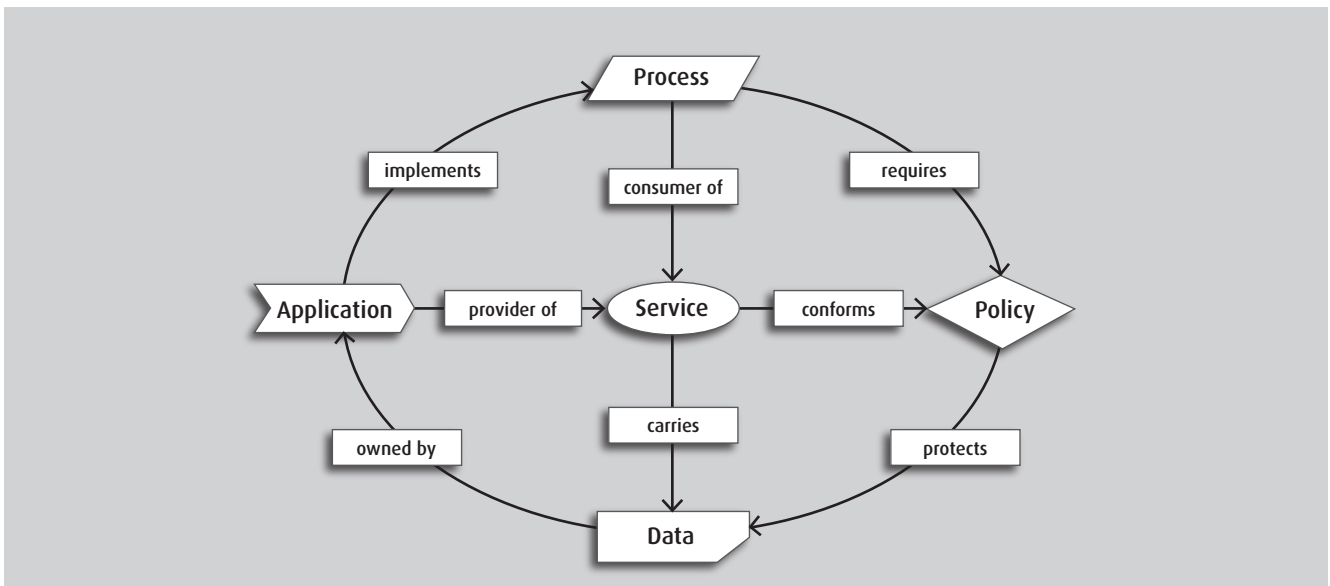 Process
implements
consumer of
requires
Application
provider of
Service
conforms
Policy
carries
owned by
protects
Data